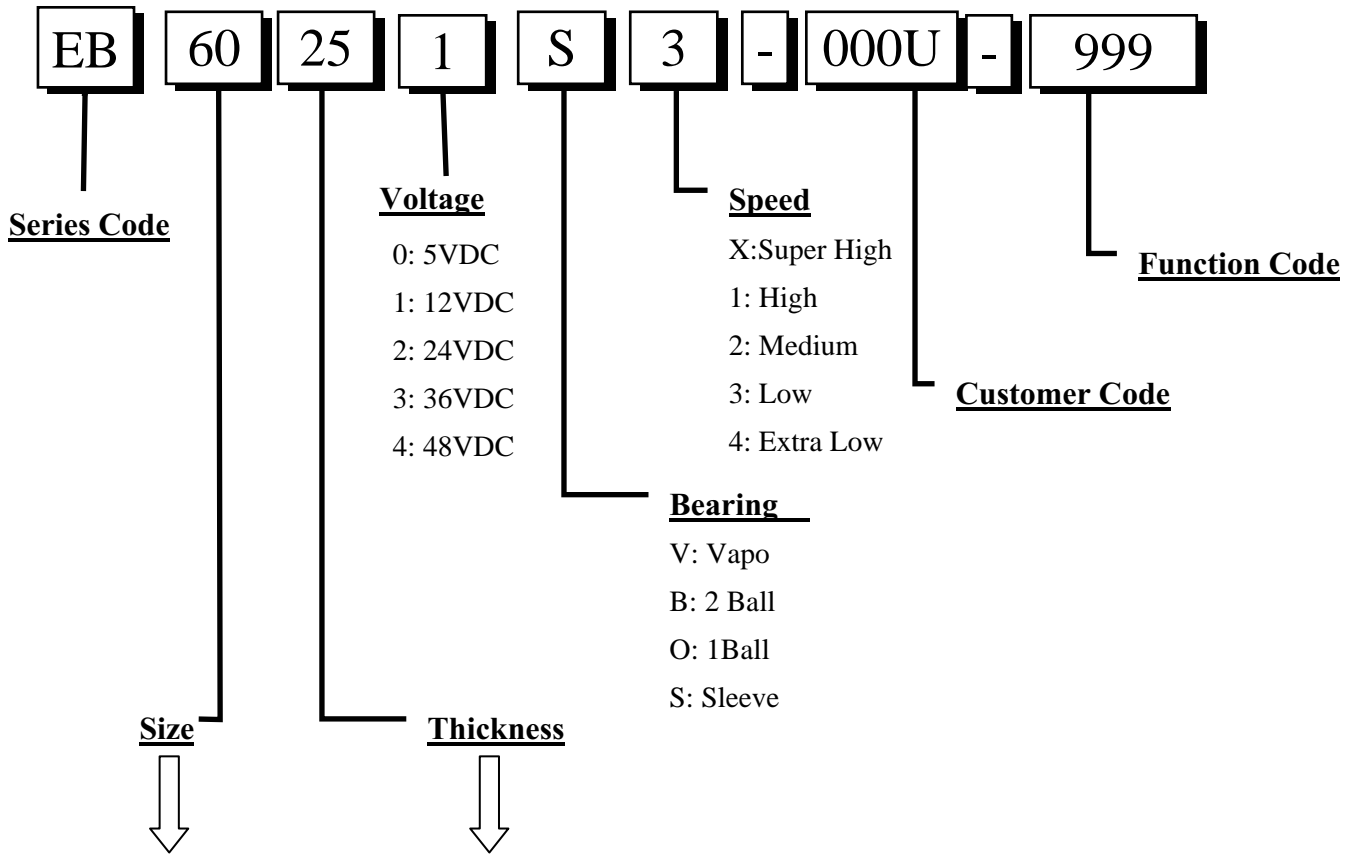 EB 60 25 1 S 3 - 000U - 999
Series Code
Voltage
0: 5VDC
1: 12VDC
2: 24VDC
3: 36VDC
4: 48VDC
Speed
X:Super High
1: High
2: Medium
3: Low
4: Extra Low
Function Code
Customer Code
Bearing
V: Vapo
B: 2 Ball
O: 1Ball
S: Sleeve
Size
Thickness